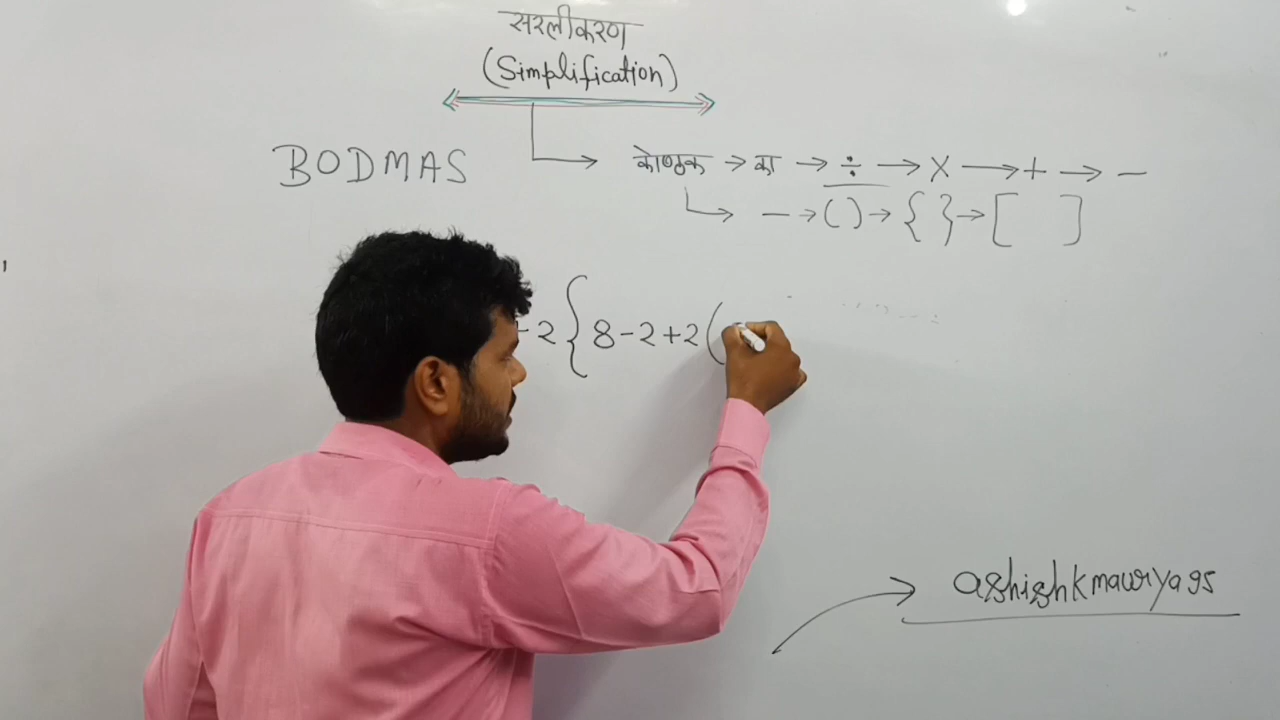 सरलीकरण
(Simplification)
BODMAS
कोष्ठक → का → ÷ → × → + → −
— → ( ) → { } → [ ]
- 2 { 8 - 2 + 2 (
ashishkmaurya95